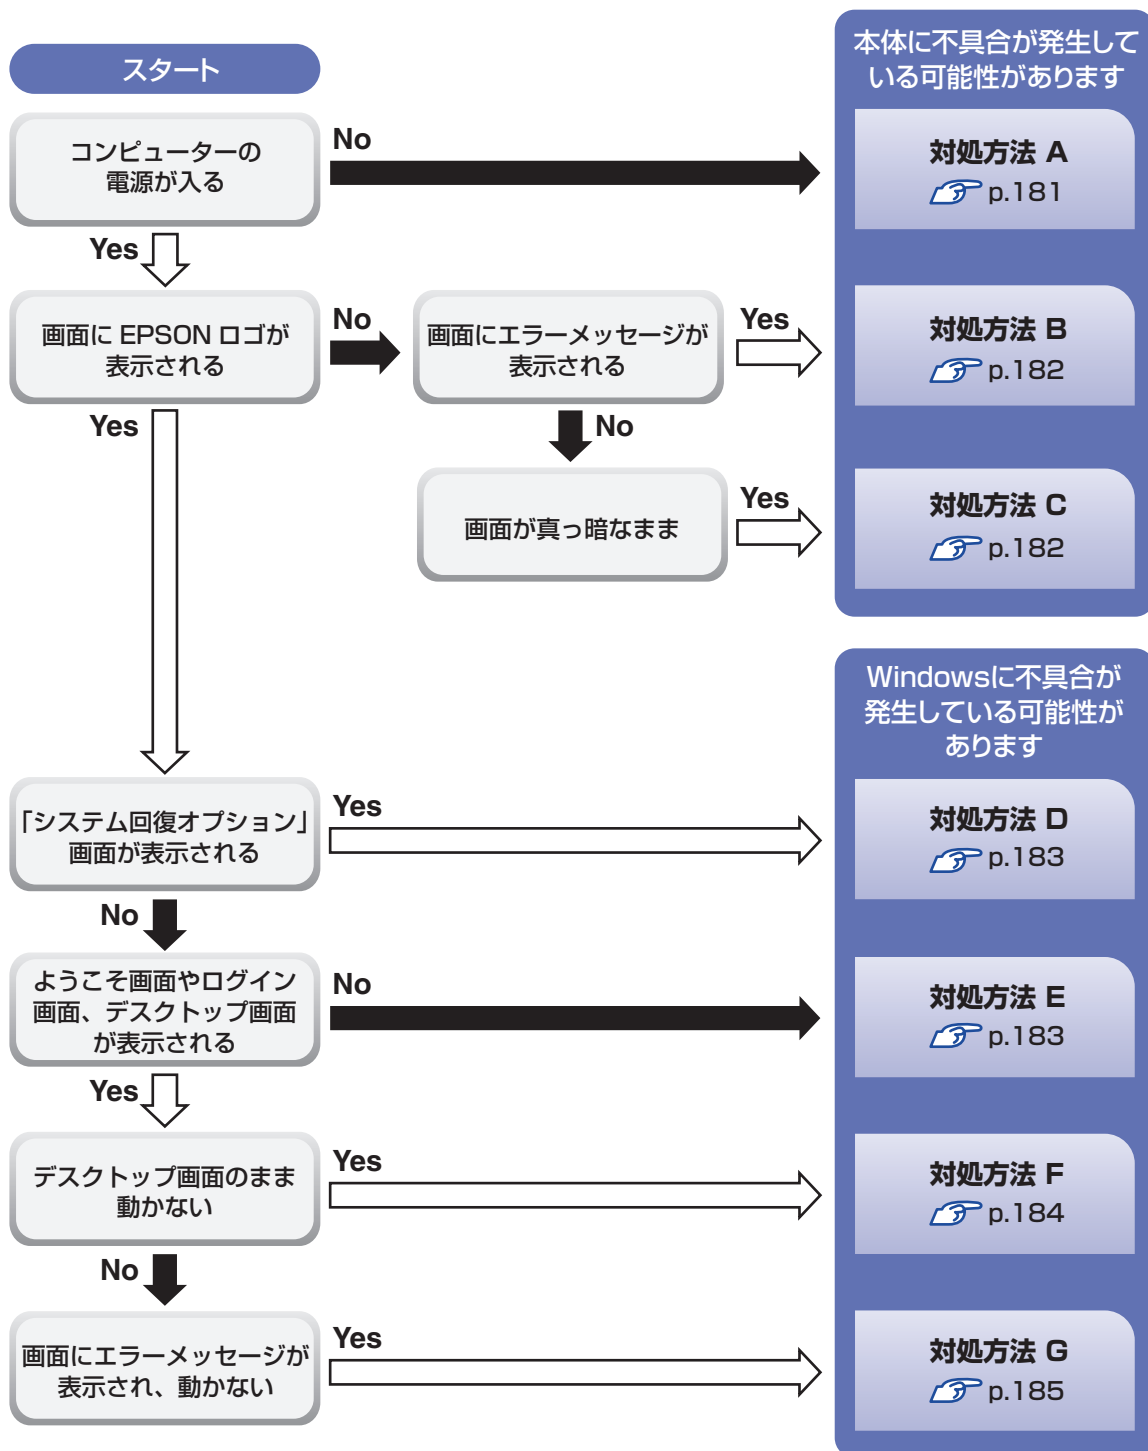 スタート
本体に不具合が発生して
いる可能性があります
コンピューターの
電源が入る
No
対処方法 A
p.181
Yes
画面に EPSON ロゴが
表示される
No
画面にエラーメッセージが
表示される
Yes
対処方法 B
p.182
Yes
No
画面が真っ暗なまま
Yes
対処方法 C
p.182
Windowsに不具合が
発生している可能性が
あります
「システム回復オプション」
画面が表示される
Yes
対処方法 D
p.183
No
ようこそ画面やログイン
画面、デスクトップ画面
が表示される
No
対処方法 E
p.183
Yes
デスクトップ画面のまま
動かない
Yes
対処方法 F
p.184
No
画面にエラーメッセージが
表示され、動かない
Yes
対処方法 G
p.185